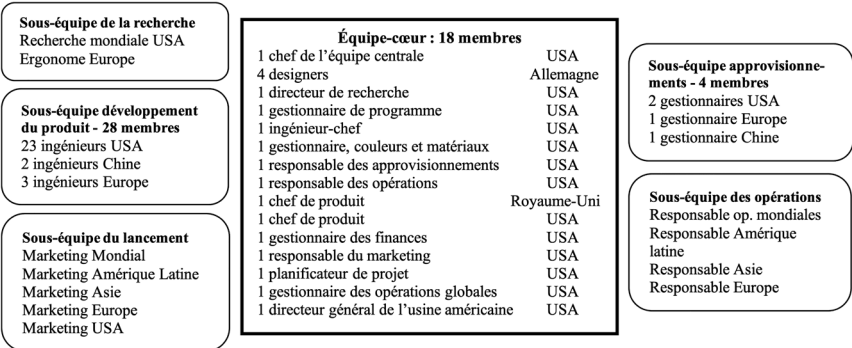 Sous-équipe de la recherche
Recherche mondiale USA
Ergonome Europe
Sous-équipe développement
du produit - 28 membres
23 ingénieurs USA
2 ingénieurs Chine
3 ingénieurs Europe
Sous-équipe du lancement
Marketing Mondial
Marketing Amérique Latine
Marketing Asie
Marketing Europe
Marketing USA
Équipe-cœur : 18 membres
1 chef de l’équipe centrale USA
4 designers Allemagne
1 directeur de recherche USA
1 gestionnaire de programme USA
1 ingénieur-chef USA
1 gestionnaire, couleurs et matériaux USA
1 responsable des approvisionnements USA
1 responsable des opérations USA
1 chef de produit Royaume-Uni
1 chef de produit USA
1 gestionnaire des finances USA
1 responsable du marketing USA
1 planificateur de projet USA
1 gestionnaire des opérations globales USA
1 directeur général de l’usine américaine USA
Sous-équipe approvisionne-
ments - 4 membres
2 gestionnaires USA
1 gestionnaire Europe
1 gestionnaire Chine
Sous-équipe des opérations
Responsable op. mondiales
Responsable Amérique
latine
Responsable Asie
Responsable Europe